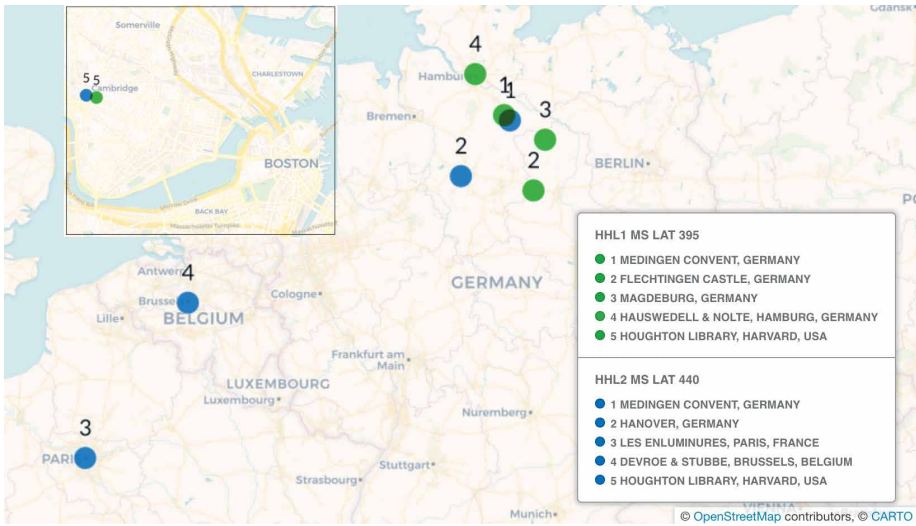 Somerville
CHARLESTOWN
5 5
Cambridge
BOSTON
BACK BAY
Massachusetts Turnpike
Gdańsk
4
Hamburg
1
1
3
Bremen
2
2
BERLIN
4
Antwerp
Brussels
BELGIUM
Lille
Cologne
GERMANY
Frankfurt am
Main
LUXEMBOURG
Luxembourg
Nuremberg
3
PARIS
Stuttgart
Strasbourg
Munich
VIENNA
HHL1 MS LAT 395
1 MEDINGEN CONVENT, GERMANY
2 FLECHTINGEN CASTLE, GERMANY
3 MAGDEBURG, GERMANY
4 HAUSWEDELL & NOLTE, HAMBURG, GERMANY
5 HOUGHTON LIBRARY, HARVARD, USA
HHL2 MS LAT 440
1 MEDINGEN CONVENT, GERMANY
2 HANOVER, GERMANY
3 LES ENLUMINURES, PARIS, FRANCE
4 DEVROE & STUBBE, BRUSSELS, BELGIUM
5 HOUGHTON LIBRARY, HARVARD, USA
© OpenStreetMap contributors, © CARTO